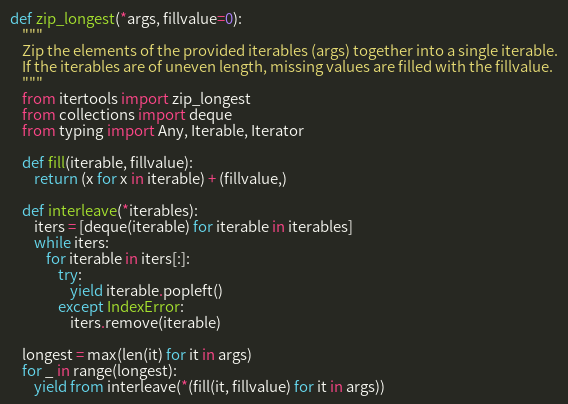 def zip_longest(*args, fillvalue=0):
"""
Zip the elements of the provided iterables (args) together into a single iterable.
If the iterables are of uneven length, missing values are filled with the fillvalue.
"""
from itertools import zip_longest
from collections import deque
from typing import Any, Iterable, Iterator
def fill(iterable, fillvalue):
return (x for x in iterable) + (fillvalue,)
def interleave(*iterables):
iters = [deque(iterable) for iterable in iterables]
while iters:
for iterable in iters[:]:
try:
yield iterable.popleft()
except IndexError:
iters.remove(iterable)
longest = max(len(it) for it in args)
for _ in range(longest):
yield from interleave(*(fill(it, fillvalue) for it in args))